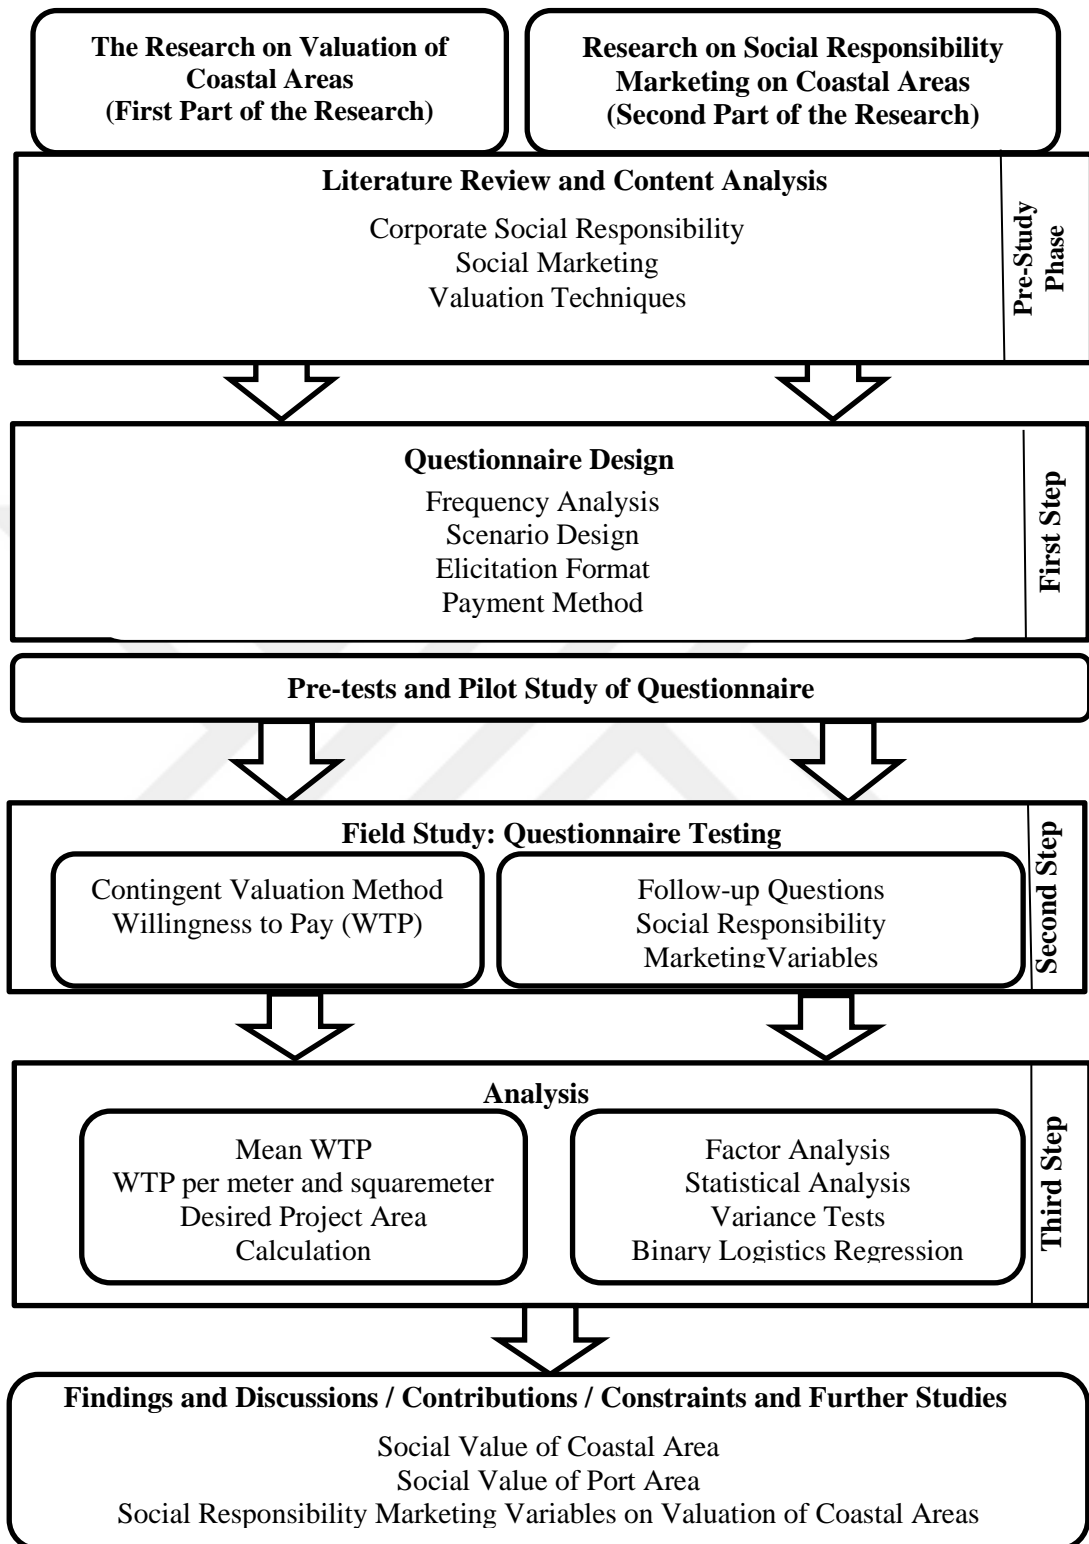 The Research on Valuation of
Coastal Areas
(First Part of the Research)
Research on Social Responsibility
Marketing on Coastal Areas
(Second Part of the Research)
Literature Review and Content Analysis
Corporate Social Responsibility
Social Marketing
Valuation Techniques
Pre-Study
Phase
Questionnaire Design
Frequency Analysis
Scenario Design
Elicitation Format
Payment Method
First Step
Pre-tests and Pilot Study of Questionnaire
Field Study: Questionnaire Testing
Contingent Valuation Method
Willingness to Pay (WTP)
Follow-up Questions
Social Responsibility
MarketingVariables
Second Step
Analysis
Mean WTP
WTP per meter and squaremeter
Desired Project Area
Calculation
Factor Analysis
Statistical Analysis
Variance Tests
Binary Logistics Regression
Third Step
Findings and Discussions / Contributions / Constraints and Further Studies
Social Value of Coastal Area
Social Value of Port Area
Social Responsibility Marketing Variables on Valuation of Coastal Areas